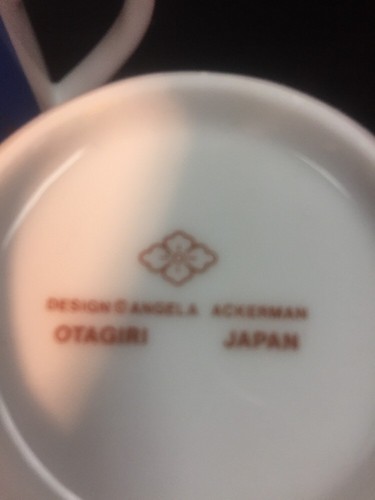 DESIGN © ANGELA ACKERMAN
OTAGIRI JAPAN